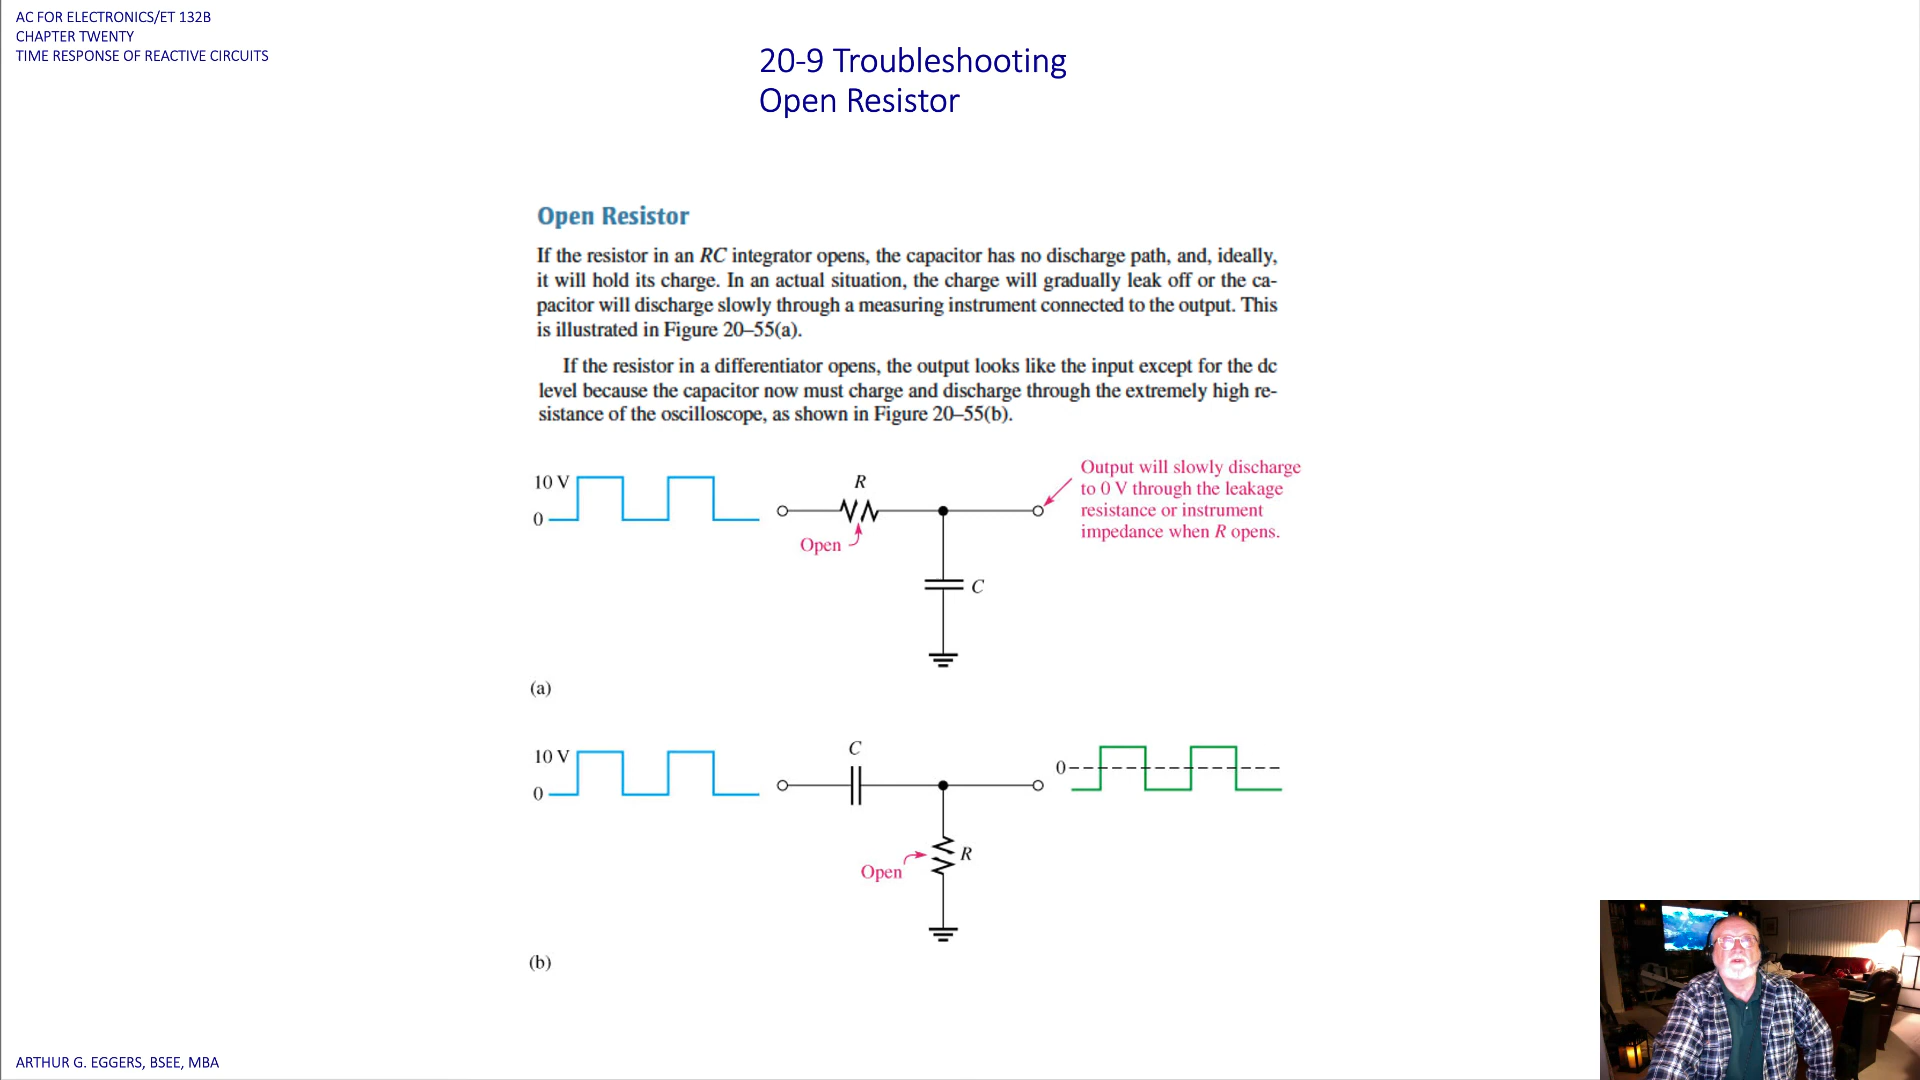 AC FOR ELECTRONICS/ET 132B
CHAPTER TWENTY
TIME RESPONSE OF REACTIVE CIRCUITS
20-9 Troubleshooting
Open Resistor
Open Resistor
If the resistor in an RC integrator opens, the capacitor has no discharge path, and, ideally,
it will hold its charge. In an actual situation, the charge will gradually leak off or the ca-
pacitor will discharge slowly through a measuring instrument connected to the output. This
is illustrated in Figure 20–55(a).
If the resistor in a differentiator opens, the output looks like the input except for the dc
level because the capacitor now must charge and discharge through the extremely high re-
sistance of the oscilloscope, as shown in Figure 20–55(b).
10 V
0
R
Open
C
Output will slowly discharge
to 0 V through the leakage
resistance or instrument
impedance when R opens.
(a)
10 V
0
C
0
R
Open
(b)
ARTHUR G. EGGERS, BSEE, MBA